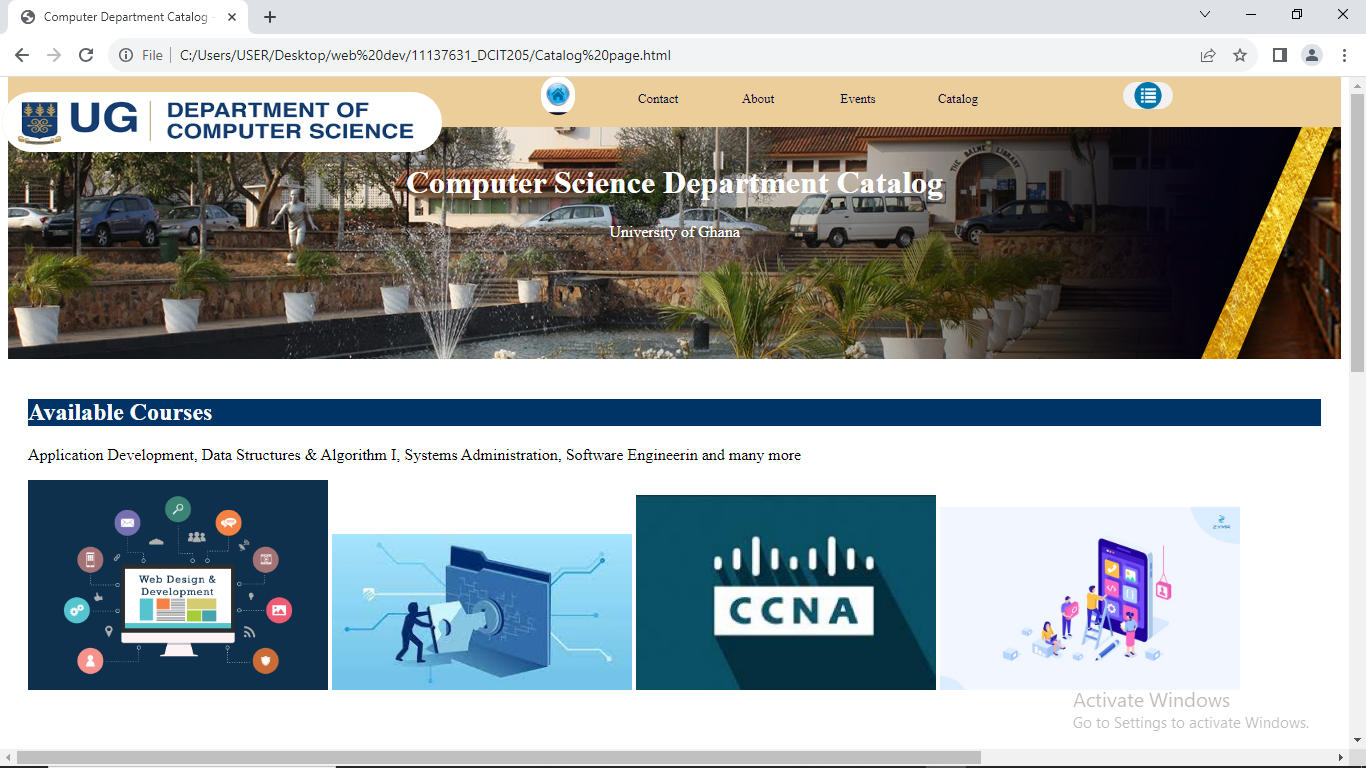 Computer Department Catalog -
File
C:/Users/USER/Desktop/web%20dev/11137631_DCIT205/Catalog%20page.html
UG
DEPARTMENT OF
COMPUTER SCIENCE
Contact
About
Events
Catalog
THE BALME LIBRARY
Computer Science Department Catalog
University of Ghana
Available Courses
Application Development, Data Structures & Algorithm I, Systems Administration, Software Engineerin and many more
Web Design &
Development
CCNA
ZYMR
Activate Windows
Go to Settings to activate Windows.